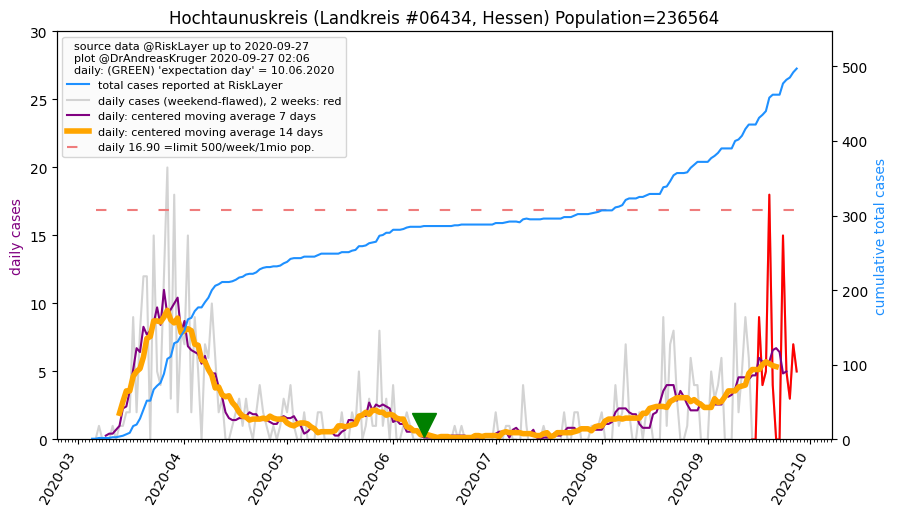 Hochtaunuskreis (Landkreis #06434, Hessen) Population=236564
source data @RiskLayer up to 2020-09-27
plot @DrAndreasKruger 2020-09-27 02:06
daily: (GREEN) 'expectation day' = 10.06.2020
total cases reported at RiskLayer
daily cases (weekend-flawed), 2 weeks: red
daily: centered moving average 7 days
daily: centered moving average 14 days
daily 16.90 =limit 500/week/1mio pop.
daily cases
30
25
20
15
10
5
0
cumulative total cases
500
400
300
200
100
0
2020-03
2020-04
2020-05
2020-06
2020-07
2020-08
2020-09
2020-10